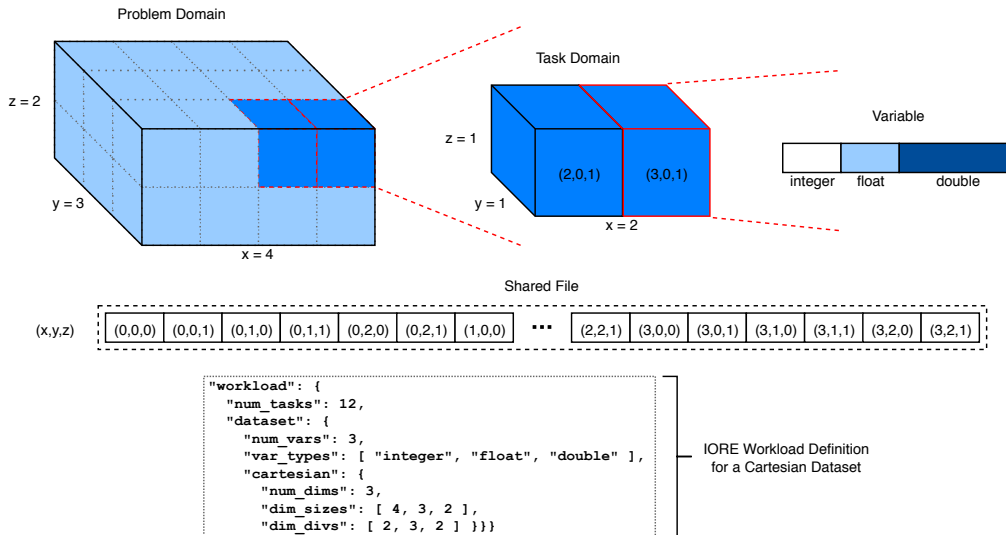 Problem Domain
Task Domain
Variable
z = 2
y = 3
x = 4
z = 1
y = 1
x = 2
(2,0,1) (3,0,1)
integer float double
Shared File
(x,y,z) (0,0,0) (0,0,1) (0,1,0) (0,1,1) (0,2,0) (0,2,1) (1,0,0) ... (2,2,1) (3,0,0) (3,0,1) (3,1,0) (3,1,1) (3,2,0) (3,2,1)
"workload": {
"num_tasks": 12,
"dataset": {
"num_vars": 3,
"var_types": [ "integer", "float", "double" ],
"cartesian": {
"num_dims": 3,
"dim_sizes": [ 4, 3, 2 ],
"dim_divs": [ 2, 3, 2 ] }}}
IORE Workload Definition
for a Cartesian Dataset